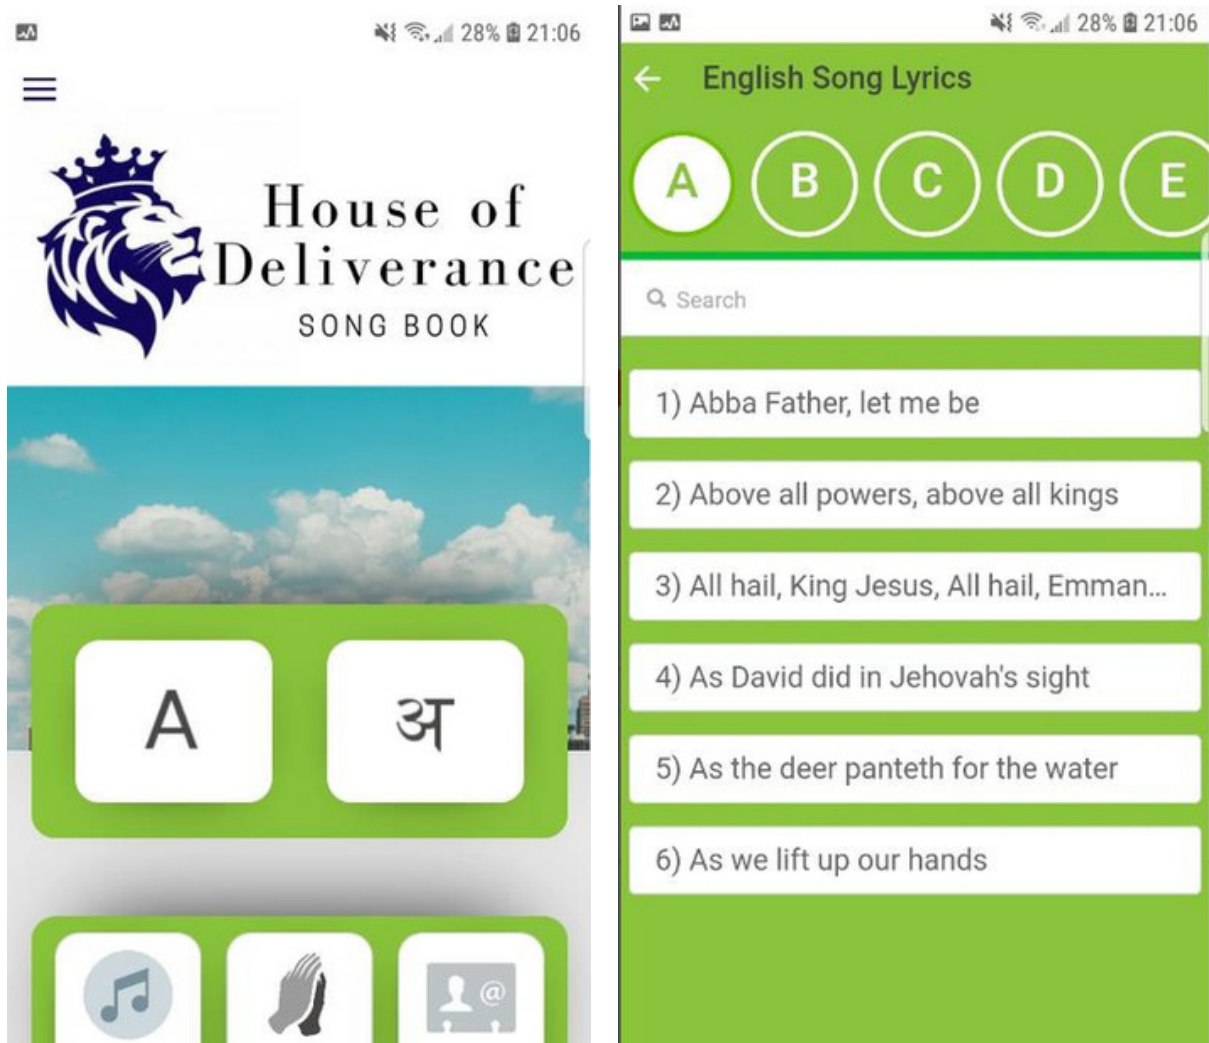 28% 21:06
House of
Deliverance
SONG BOOK
A
अ
@
28% 21:06
English Song Lyrics
A B C D E
Search
1) Abba Father, let me be
2) Above all powers, above all kings
3) All hail, King Jesus, All hail, Emman...
4) As David did in Jehovah's sight
5) As the deer panteth for the water
6) As we lift up our hands